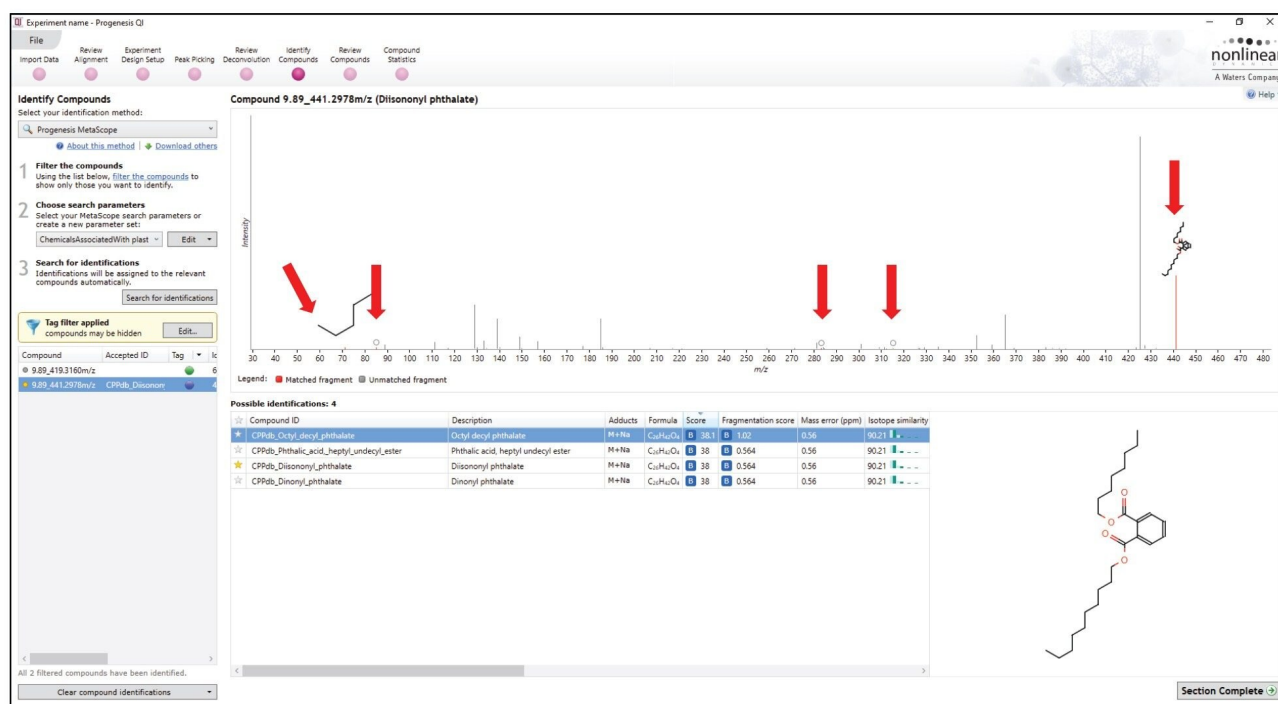 Experiment name - Progenesis QI
File
Import Data
Review Alignment
Experiment Design Setup
Peak Picking
Review Deconvolution
Identify Compounds
Review Compounds
Compound Statistics
nonlinear
DYNAMICS
A Waters Company
Help
Identify Compounds
Select your identification method:
Progenesis MetaScope
About this method | Download others
1 Filter the compounds
Using the list below, filter the compounds to
show only those you want to identify.
2 Choose search parameters
Select your MetaScope search parameters or
create a new parameter set:
ChemicalsAssociatedWith plast Edit
3 Search for identifications
Identifications will be assigned to the relevant
compounds automatically.
Search for identifications
Tag filter applied
compounds may be hidden
Edit...
Compound Accepted ID Tag
9.89_419.3160m/z 6
9.89_441.2978m/z CPPdb_Diisonon 4
All 2 filtered compounds have been identified.
Clear compound identifications
Compound 9.89_441.2978m/z (Diisononyl phthalate)
Intensity
30 40 50 60 70 80 90 100 110 120 130 140 150 160 170 180 190 200 210 220 230 240 250 260 270 280 290 300 310 320 330 340 350 360 370 380 390 400 410 420 430 440 450 460 470 480
m/z
Legend: Matched fragment Unmatched fragment
Possible identifications: 4
Compound ID Description Adducts Formula Score Fragmentation score Mass error (ppm) Isotope similarity
CPPdb_Octyl_decyl_phthalate Octyl decyl phthalate M+Na C₂₆H₄₂O₄ B 38.1 B 1.02 0.56 90.21
CPPdb_Phthalic_acid,_heptyl_undecyl_ester Phthalic acid, heptyl undecyl ester M+Na C₂₆H₄₂O₄ B 38 B 0.564 0.56 90.21
CPPdb_Diisononyl_phthalate Diisononyl phthalate M+Na C₂₆H₄₂O₄ B 38 B 0.564 0.56 90.21
CPPdb_Dinonyl_phthalate Dinonyl phthalate M+Na C₂₆H₄₂O₄ B 38 B 0.564 0.56 90.21
O
O
O
O
Section Complete